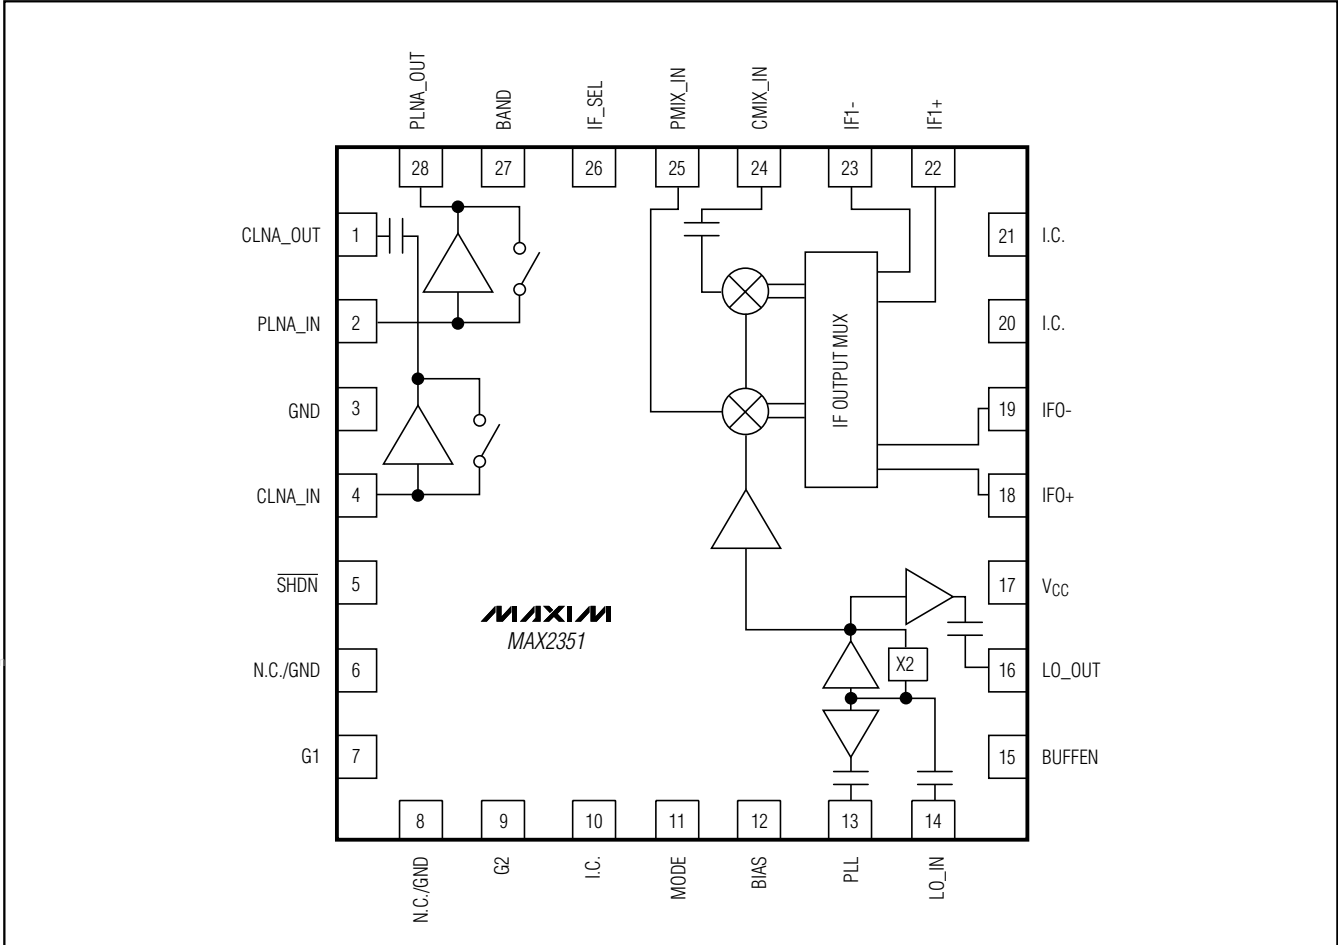 PLNA_OUT
BAND
IF_SEL
PMIX_IN
CMIX_IN
IF1-
IF1+
28
27
26
25
24
23
22
CLNA_OUT
1
PLNA_IN
2
GND
3
CLNA_IN
4
SHDN
5
N.C./GND
6
G1
7
IF OUTPUT MUX
MAXIM
MAX2351
X2
21
I.C.
20
I.C.
19
IFO-
18
IFO+
17
VCC
16
LO_OUT
15
BUFFEN
8
9
10
11
12
13
14
N.C./GND
G2
I.C.
MODE
BIAS
PLL
LO_IN